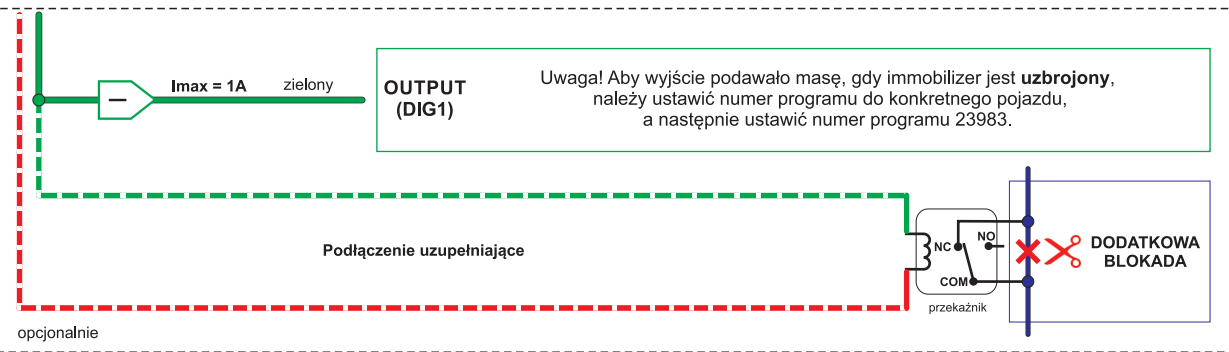 Imax = 1A
zielony
OUTPUT
(DIG1)
Uwaga! Aby wyjście podawało masę, gdy immobilizer jest uzbrojony,
należy ustawić numer programu do konkretnego pojazdu,
a następnie ustawić numer programu 23983.
Podłączenie uzupełniające
NC
NO
COM
przekaźnik
DODATKOWA
BLOKADA
opcjonalnie